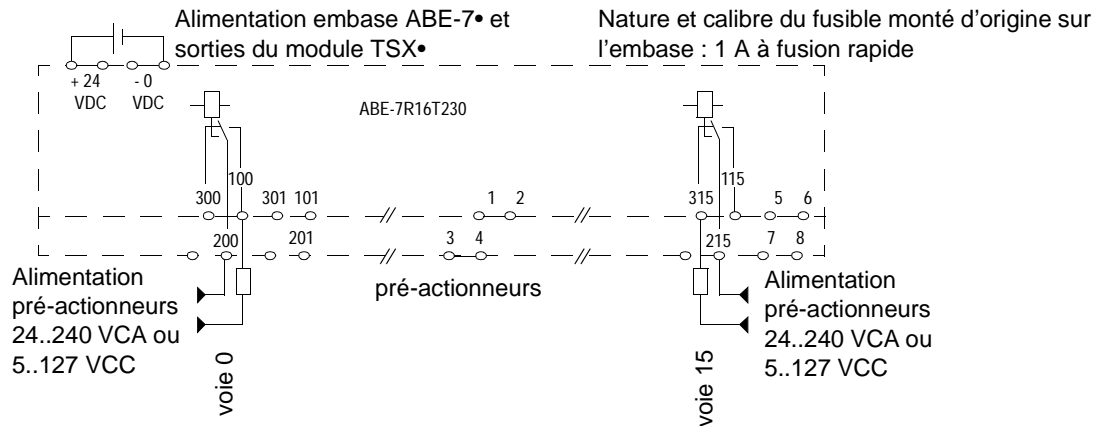 Alimentation embase ABE-7• et
sorties du module TSX•
Nature et calibre du fusible monté d'origine sur
l'embase : 1 A à fusion rapide
+ 24
VDC
- 0
VDC
ABE-7R16T230
100
300
301 101
1 2
115
315
5 6
200
201
3 4
215
7 8
Alimentation
pré-actionneurs
24..240 VCA ou
5..127 VCC
pré-actionneurs
Alimentation
pré-actionneurs
24..240 VCA ou
5..127 VCC
voie 0
voie 15